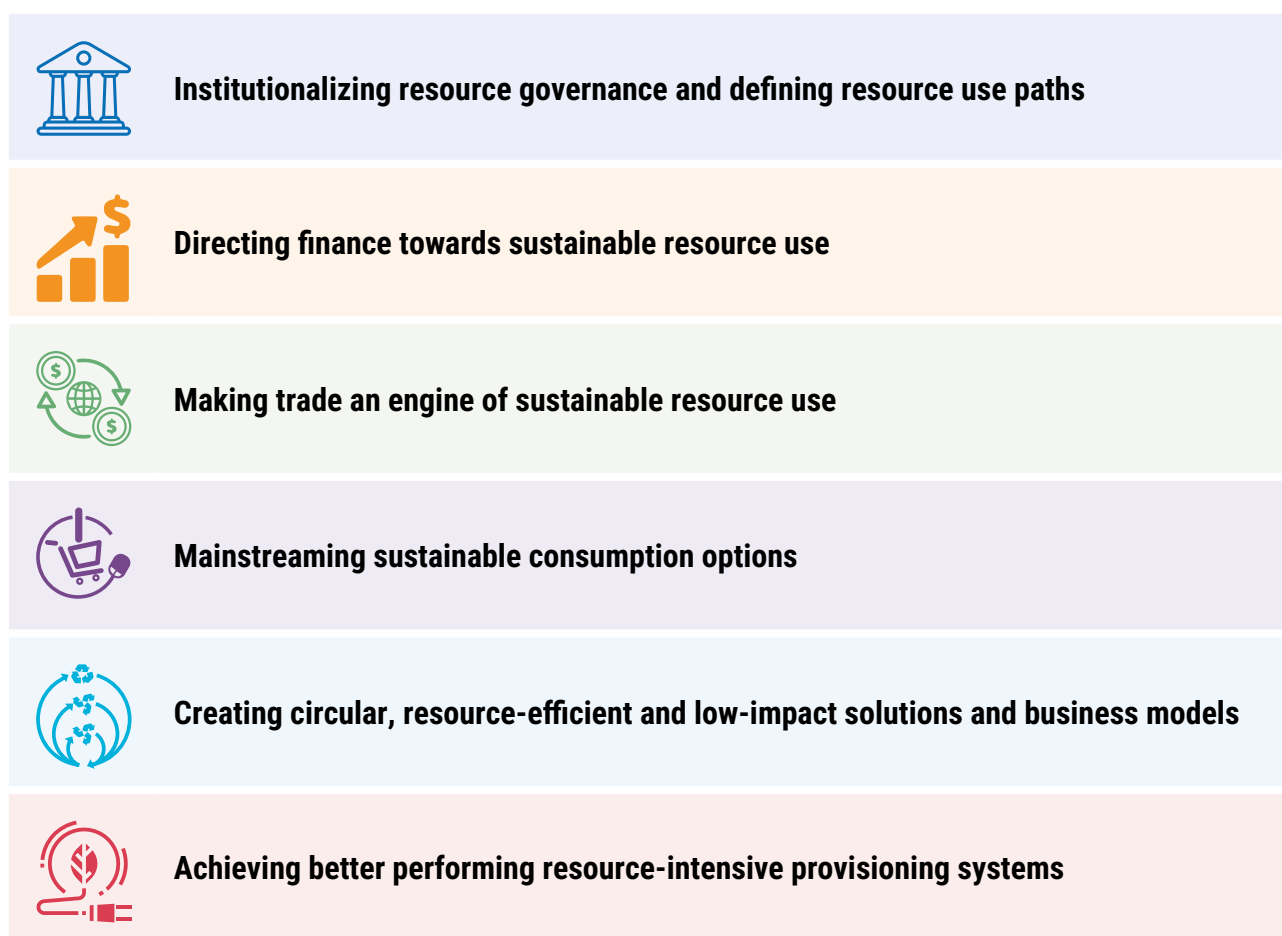 Institutionalizing resource governance and defining resource use paths
$
Directing finance towards sustainable resource use
$
$
Making trade an engine of sustainable resource use
Mainstreaming sustainable consumption options
Creating circular, resource-efficient and low-impact solutions and business models
Achieving better performing resource-intensive provisioning systems